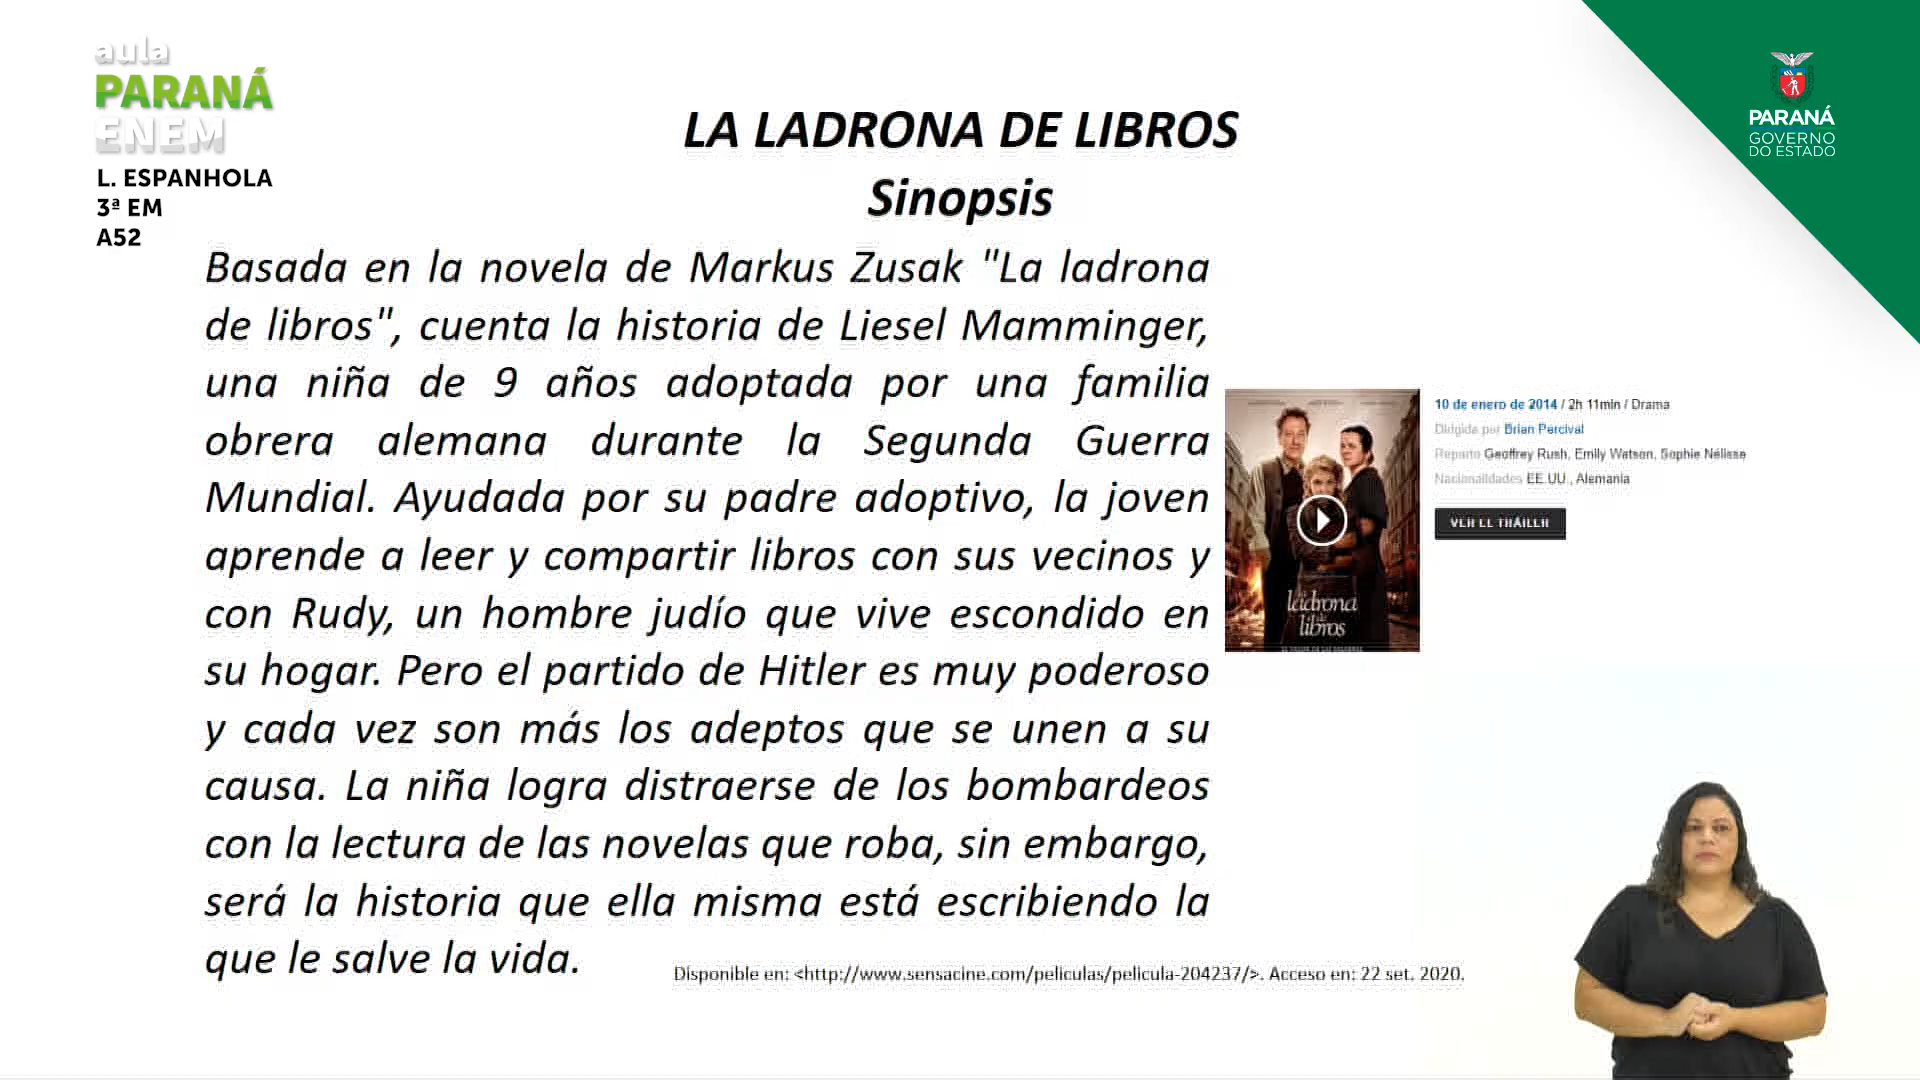 aula
PARANÁ
ENEM
L. ESPANHOLA
3ª EM
A52
PARANÁ
GOVERNO
DO ESTADO
LA LADRONA DE LIBROS
Sinopsis
Basada en la novela de Markus Zusak "La ladrona
de libros", cuenta la historia de Liesel Mamminger,
una niña de 9 años adoptada por una familia
obrera alemana durante la Segunda Guerra
Mundial. Ayudada por su padre adoptivo, la joven
aprende a leer y compartir libros con sus vecinos y
con Rudy, un hombre judío que vive escondido en
su hogar. Pero el partido de Hitler es muy poderoso
y cada vez son más los adeptos que se unen a su
causa. La niña logra distraerse de los bombardeos
con la lectura de las novelas que roba, sin embargo,
será la historia que ella misma está escribiendo la
que le salve la vida.
10 de enero de 2014 / 2h 11min / Drama
Dirigida por Brian Percival
Reparto Geoffrey Rush, Emily Watson, Sophie Nélisse
Nacionalidades EE.UU., Alemania
VER EL TRÁILER
la ladrona
de
libros
Disponible en: <http://www.sensacine.com/peliculas/pelicula-204237/>. Acceso en: 22 set. 2020.